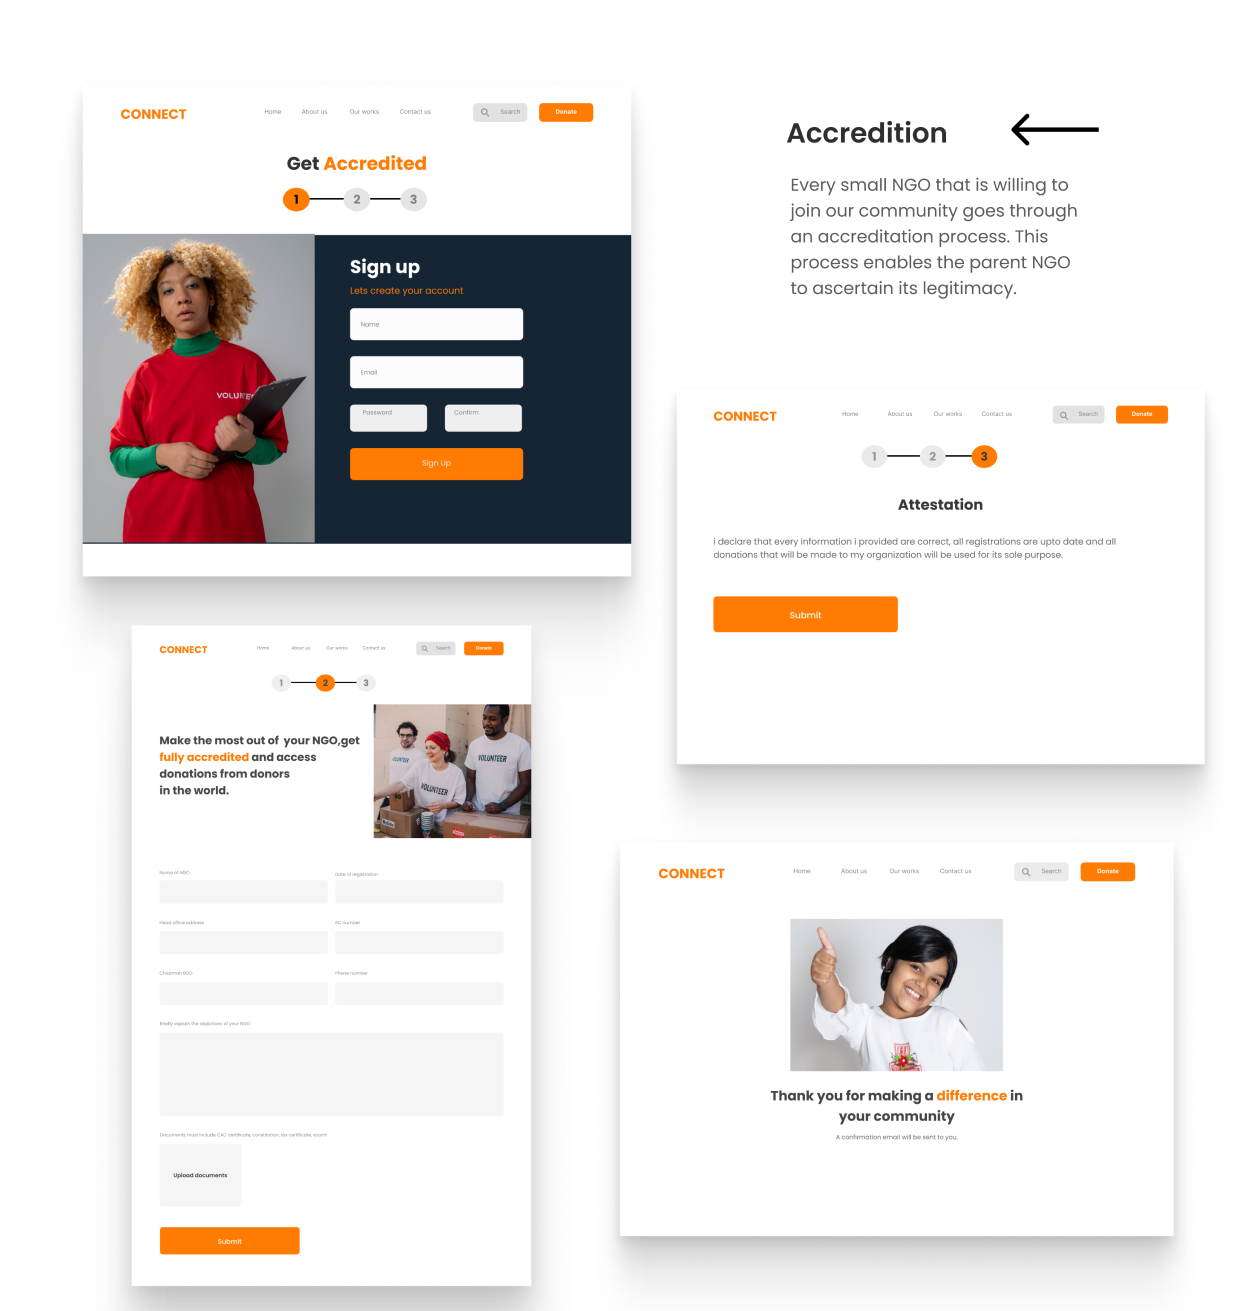 CONNECT
Home About us Our works Contact us Search Donate
Get Accredited
1 2 3
VOLUNTEE
Sign up
Lets create your account
Name
Email
Password Confirm
Sign Up
Accredition
Every small NGO that is willing to
join our community goes through
an accreditation process. This
process enables the parent NGO
to ascertain its legitimacy.
CONNECT
Home About us Our works Contact us Search Donate
1 2 3
Attestation
i declare that every information i provided are correct, all registrations are upto date and all
donations that will be made to my organization will be used for its sole purpose.
Submit
CONNECT
Home About us Our works Contact us Search Donate
1 2 3
Make the most out of your NGO,get
fully accredited and access
donations from donors
in the world.
VOLUNTEER
VOLUNTEER
VOLUNTEER
Name of NGO Date of registration
Head office address RC number
Chiarman BOD Phone number
Briefly explain the objectives of your NGO
Documents must include CAC certificate, constitution, tax certificate, scuml
Upload documents
Submit
CONNECT
Home About us Our works Contact us Search Donate
Thank you for making a difference in
your community
A confirmation email will be sent to you.